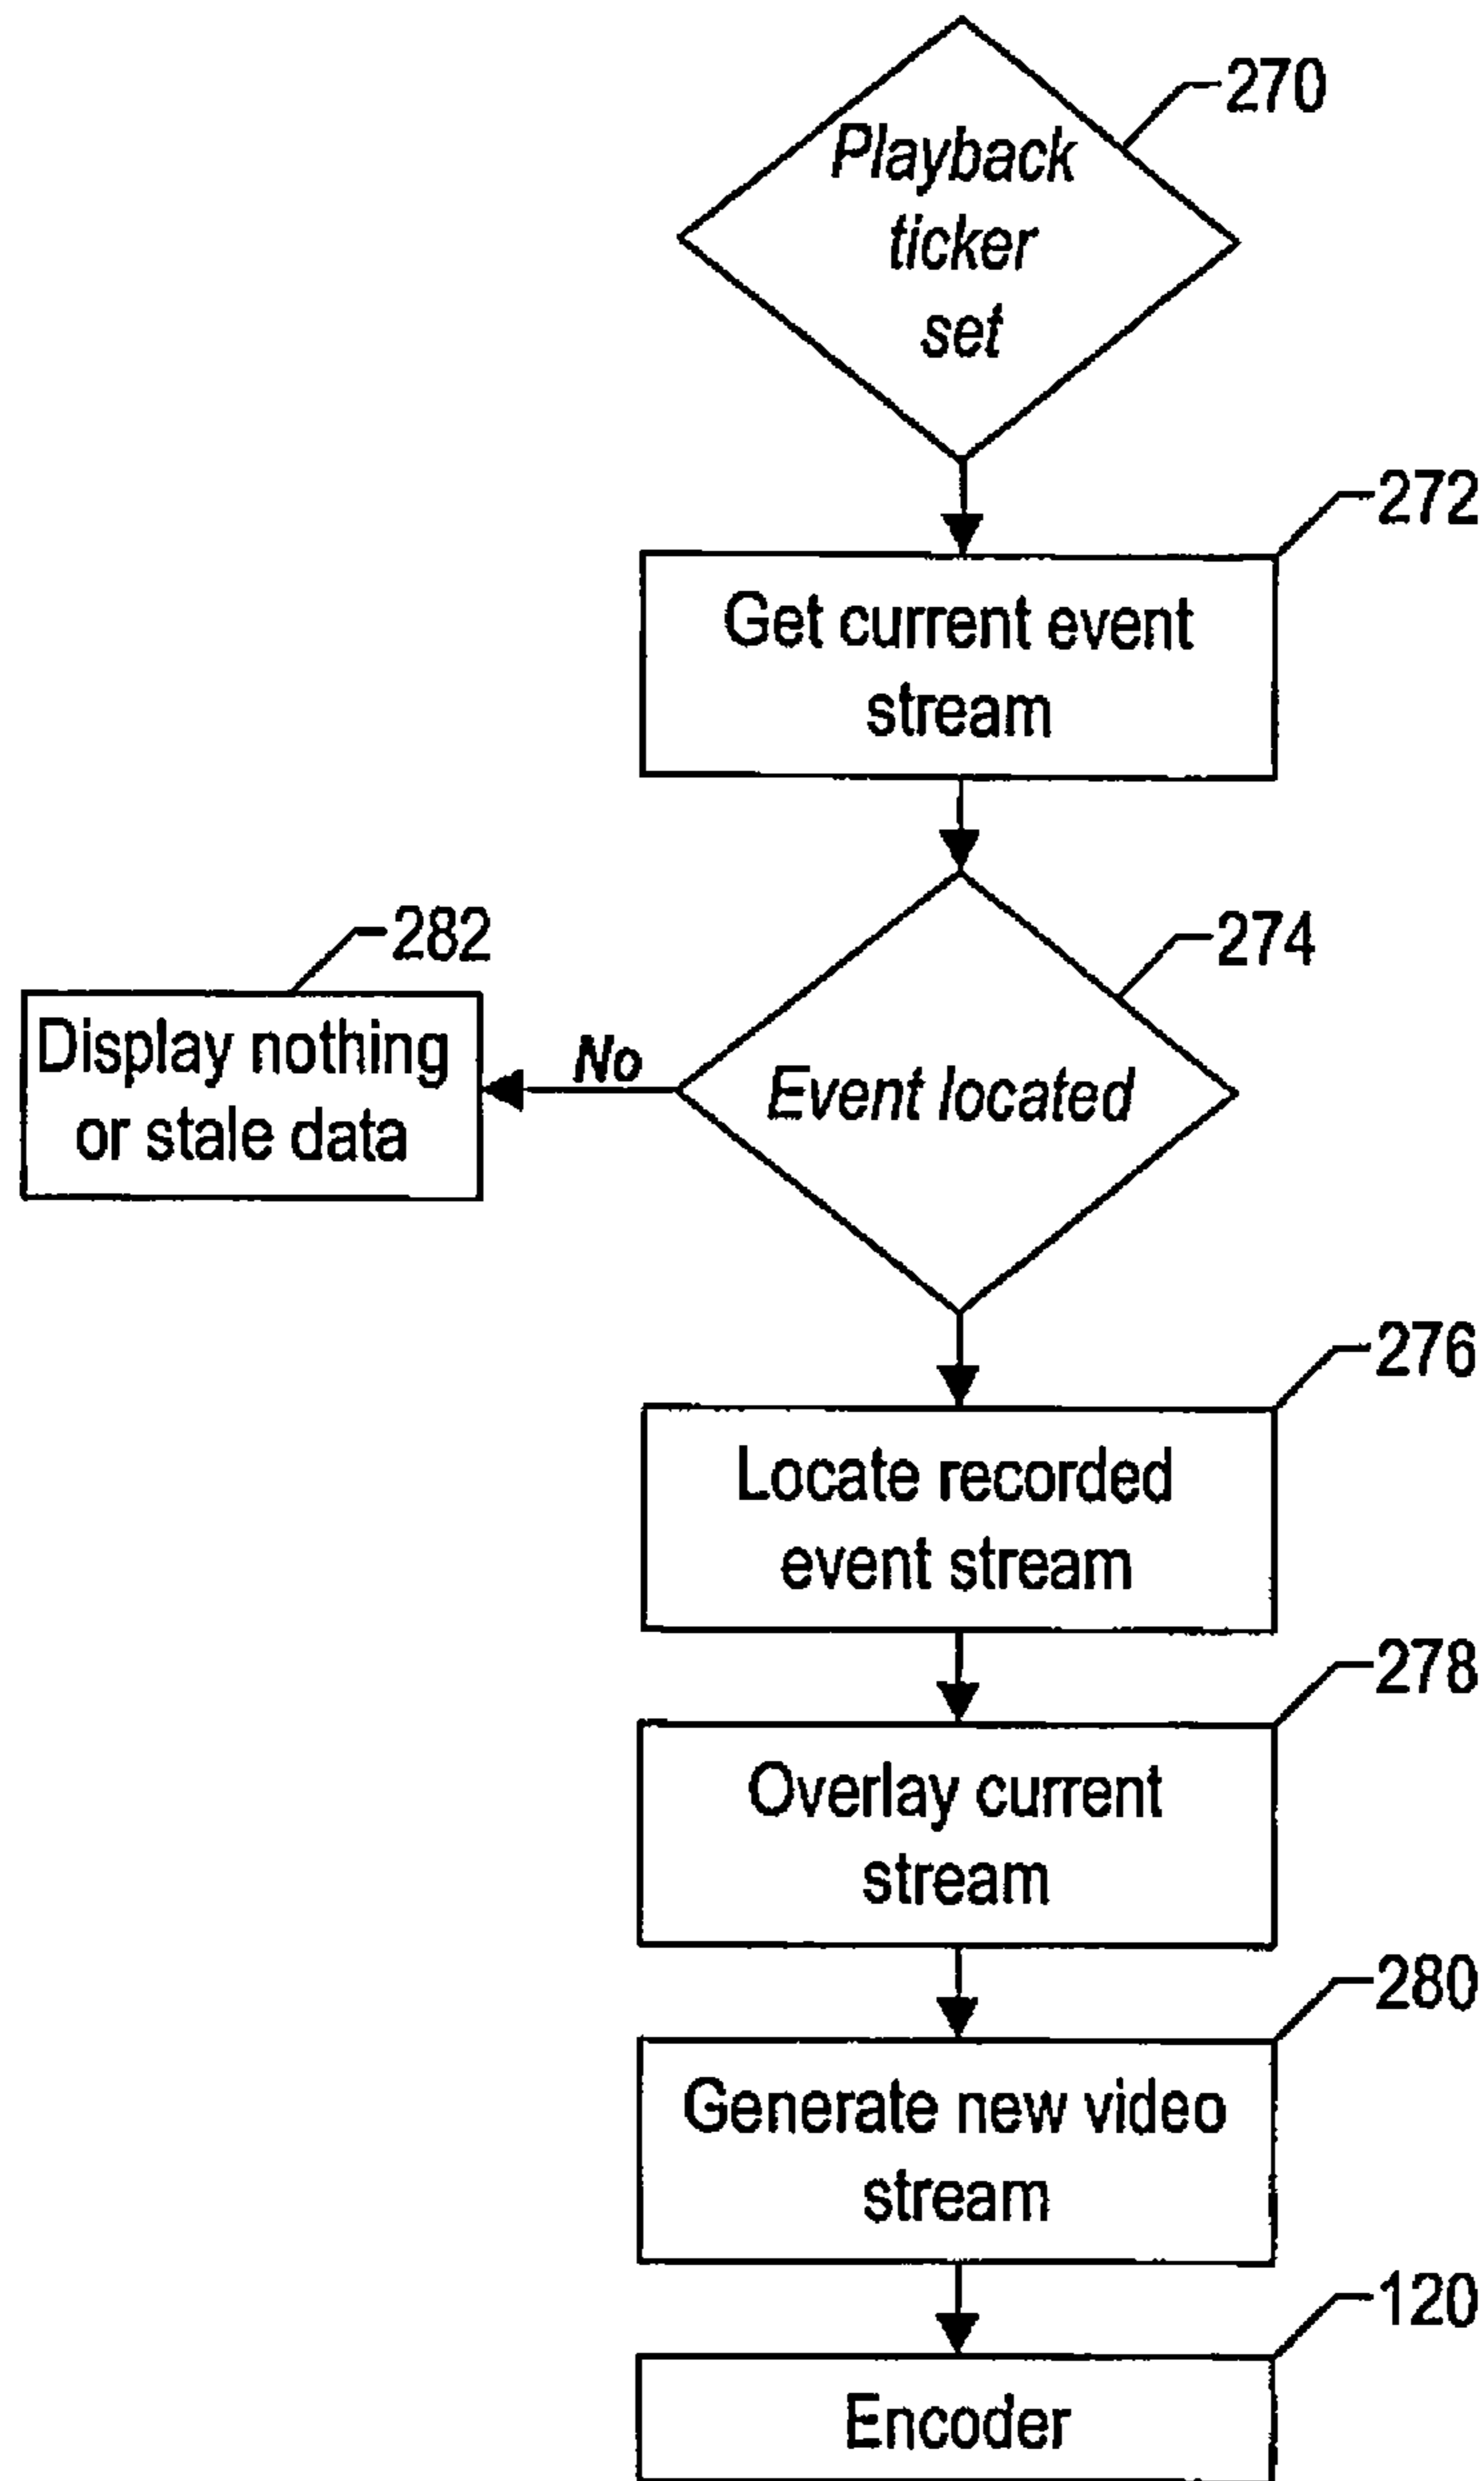 270
Playback
ticker
set
272
Get current event
stream
274
282
Display nothing
or stale data
No
Event located
276
Locate recorded
event stream
278
Overlay current
stream
280
Generate new video
stream
120
Encoder